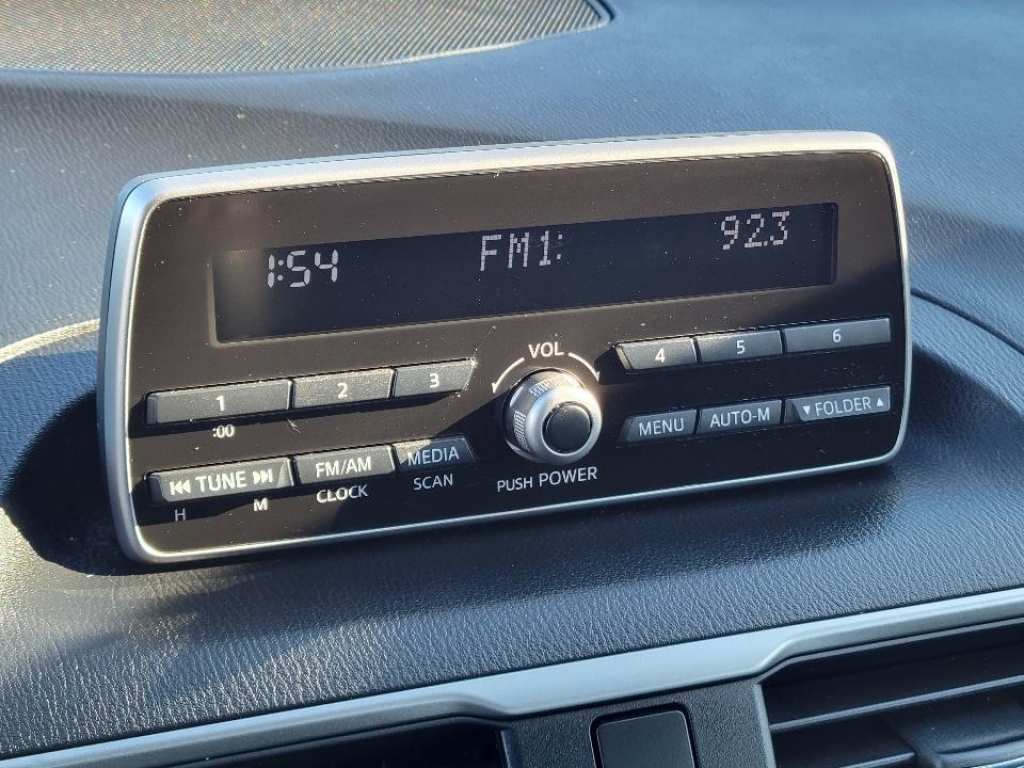 1:54 FM1: 92.3
VOL
1 2 3 4 5 6
:00
⏮ TUNE ⏭ FM/AM MEDIA MENU AUTO-M ▼ FOLDER ▲
H M CLOCK SCAN PUSH POWER